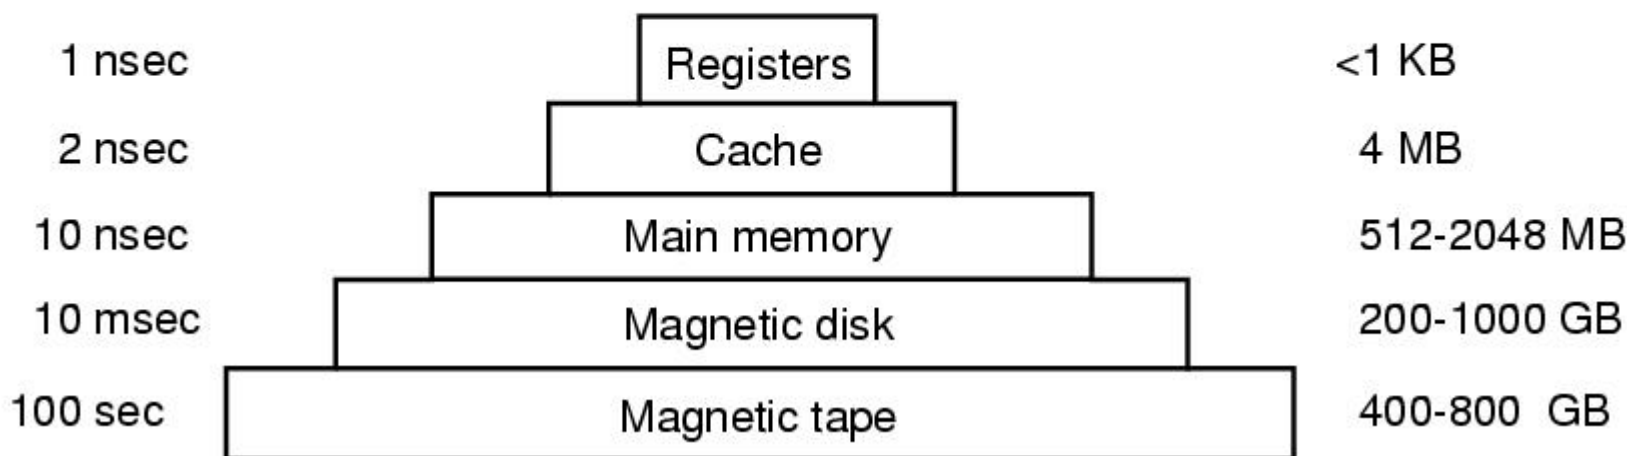 1 nsec Registers <1 KB
2 nsec Cache 4 MB
10 nsec Main memory 512-2048 MB
10 msec Magnetic disk 200-1000 GB
100 sec Magnetic tape 400-800 GB